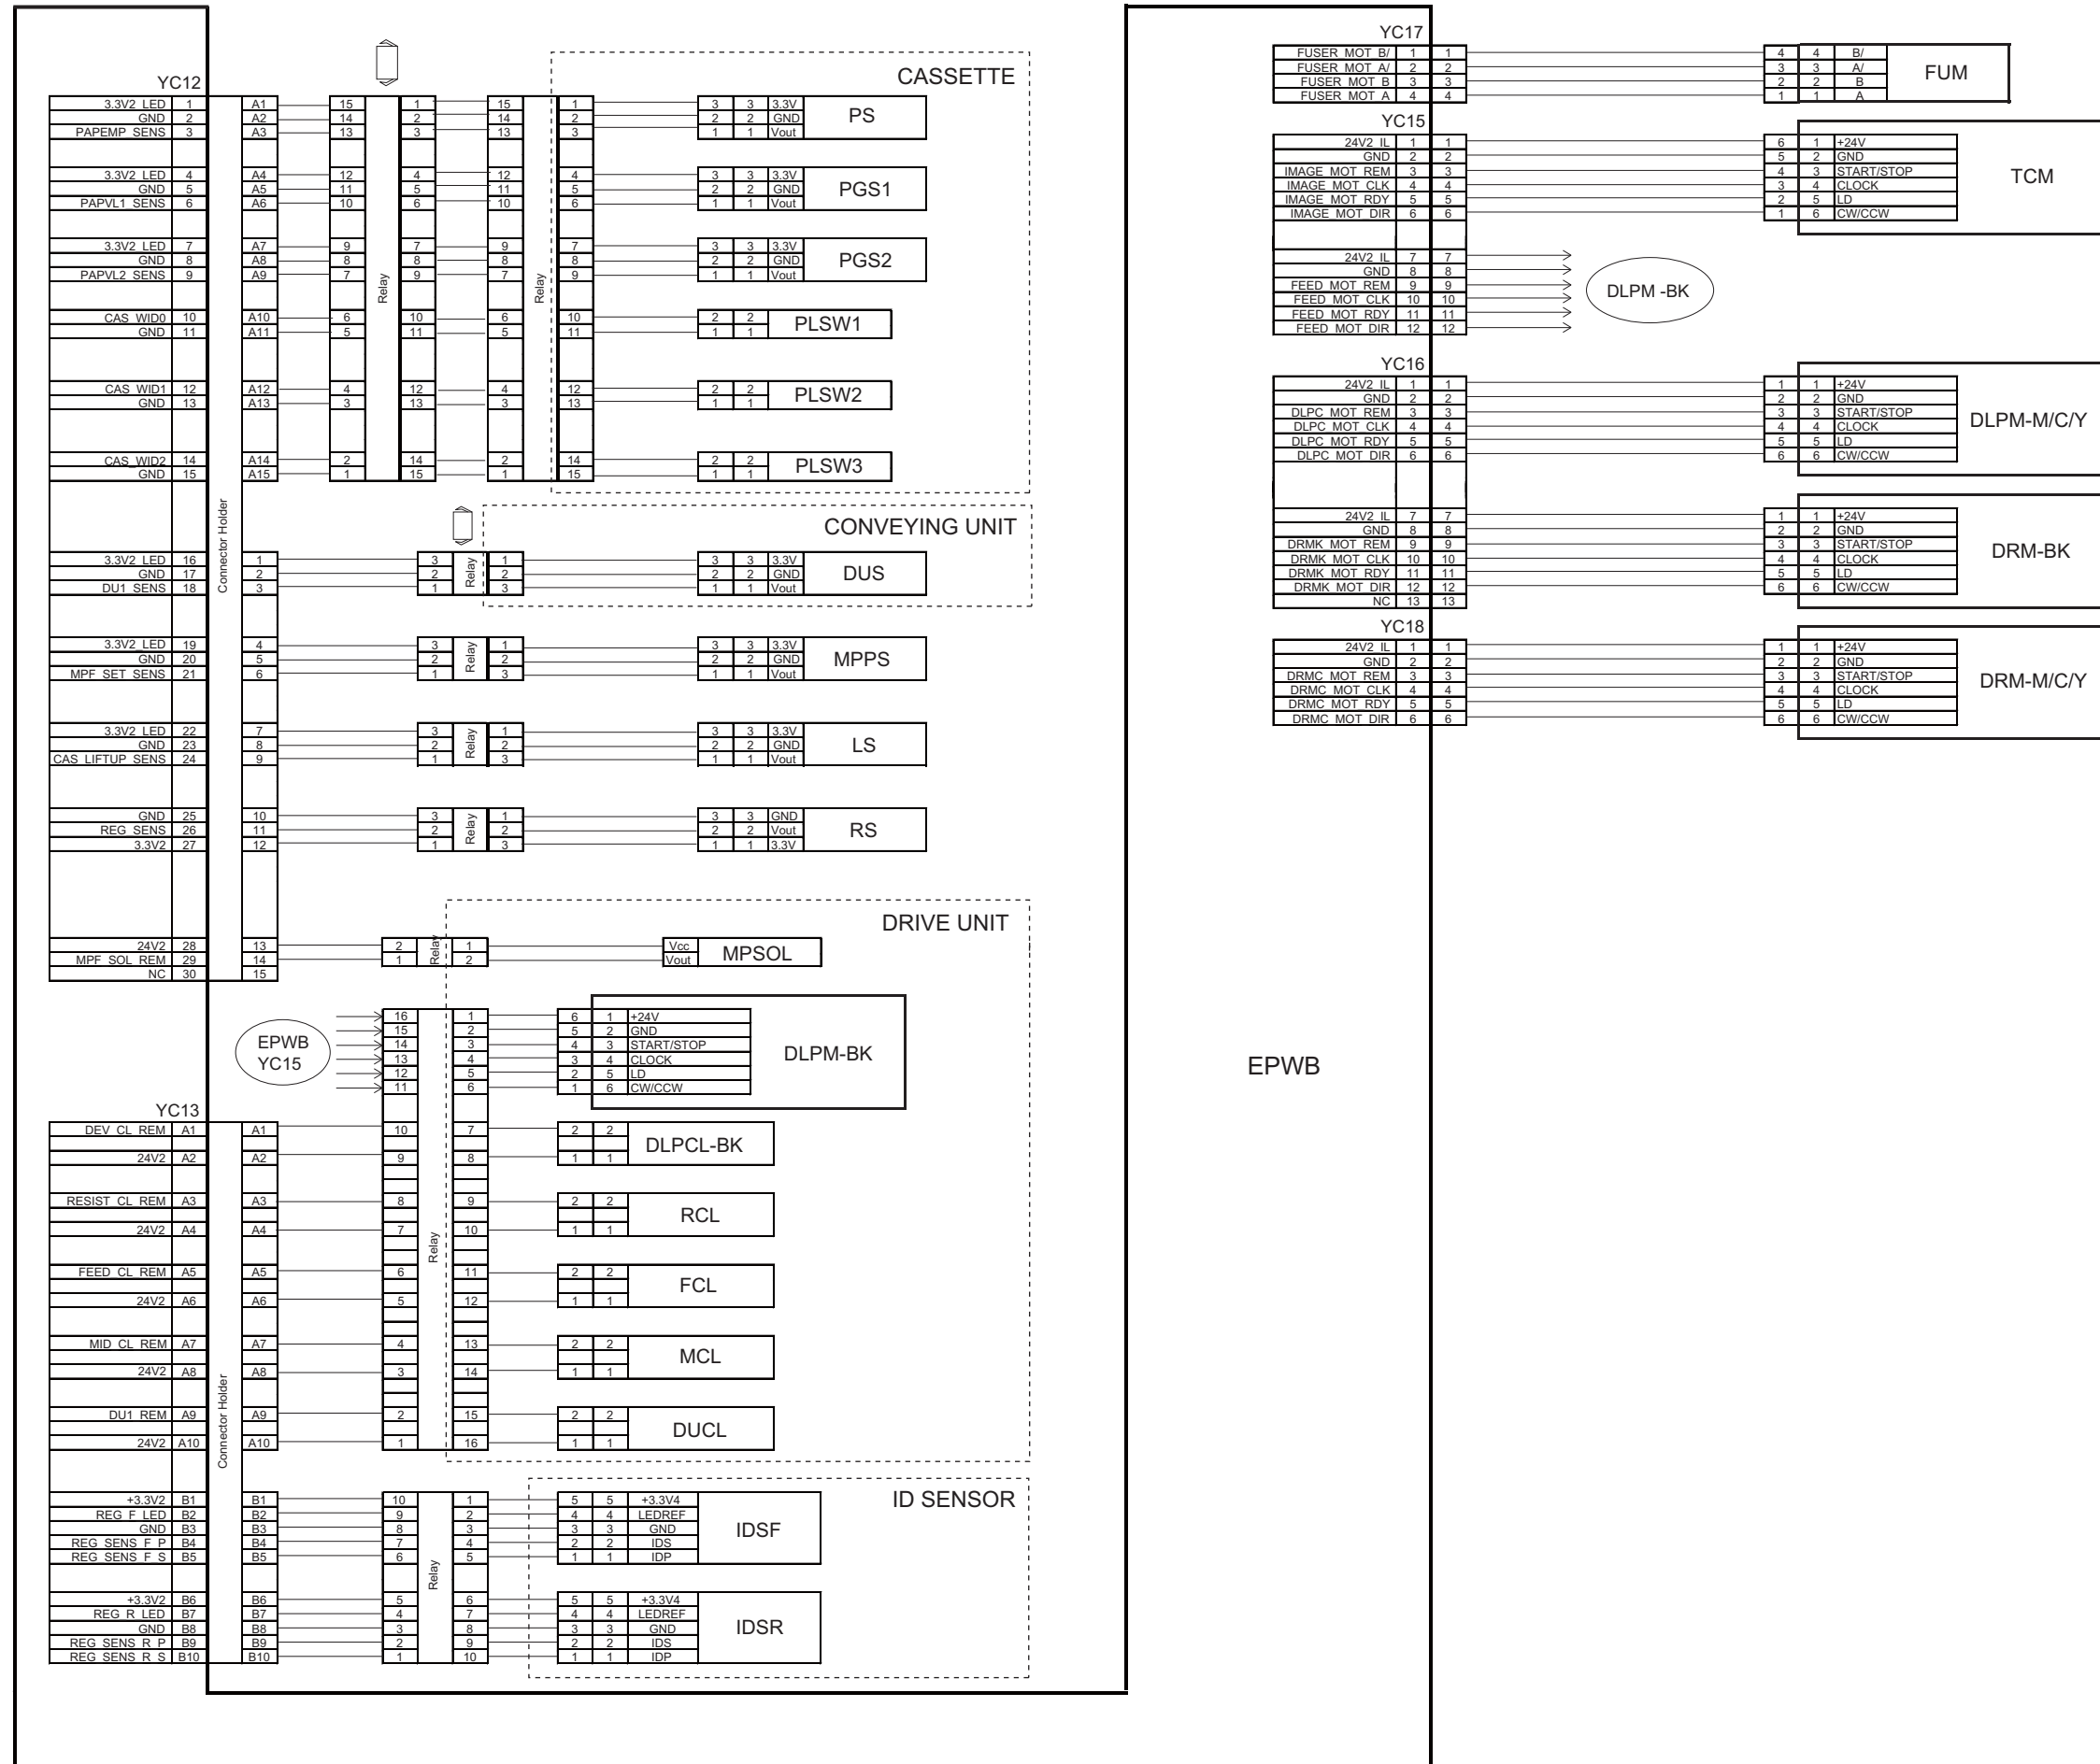 YC12
CASSETTE
3.3V2 LED 1 A1 15 1 15 1 3 3 3.3V
GND 2 A2 14 2 14 2 2 2 GND PS
PAPEMP SENS 3 A3 13 3 13 3 1 1 Vout
3.3V2 LED 4 A4 12 4 12 4 3 3 3.3V
GND 5 A5 11 5 11 5 2 2 GND PGS1
PAPVL1 SENS 6 A6 10 6 10 6 1 1 Vout
3.3V2 LED 7 A7 9 7 9 7 3 3 3.3V
GND 8 A8 8 8 8 8 2 2 GND PGS2
PAPVL2 SENS 9 A9 7 9 7 9 1 1 Vout
Relay
Relay
CAS WID0 10 A10 6 10 6 10 2 2 PLSW1
GND 11 A11 5 11 5 11 1 1
CAS WID1 12 A12 4 12 4 12 2 2 PLSW2
GND 13 A13 3 13 3 13 1 1
CAS_WID2 14 A14 2 14 2 14 2 2 PLSW3
GND 15 A15 1 15 1 15 1 1
Connector Holder
CONVEYING UNIT
3.3V2 LED 16 1 3 1 3 3 3.3V
GND 17 2 2 Relay 2 2 2 GND DUS
DU1 SENS 18 3 1 3 1 1 Vout
3.3V2 LED 19 4 3 1 3 3 3.3V
GND 20 5 2 Relay 2 2 2 GND MPPS
MPF SET SENS 21 6 1 3 1 1 Vout
3.3V2 LED 22 7 3 1 3 3 3.3V
GND 23 8 2 Relay 2 2 2 GND LS
CAS LIFTUP SENS 24 9 1 3 1 1 Vout
GND 25 10 3 1 3 3 GND
REG SENS 26 11 2 Relay 2 2 2 Vout RS
3.3V2 27 12 1 3 1 1 3.3V
DRIVE UNIT
24V2 28 13 2 Relay 1 Vcc MPSOL
MPF SOL REM 29 14 1 2 Vout
NC 30 15
EPWB
YC15
16 1 6 1 +24V
15 2 5 2 GND
14 3 4 3 START/STOP
13 4 3 4 CLOCK DLPM-BK
12 5 2 5 LD
11 6 1 6 CW/CCW
YC13
DEV CL REM A1 A1 10 7 2 2 DLPCL-BK
24V2 A2 A2 9 8 1 1
RESIST CL REM A3 A3 8 9 2 2 RCL
24V2 A4 A4 7 10 1 1
Relay
FEED CL REM A5 A5 6 11 2 2 FCL
24V2 A6 A6 5 12 1 1
MID CL REM A7 A7 4 13 2 2 MCL
24V2 A8 A8 3 14 1 1
DU1 REM A9 A9 2 15 2 2 DUCL
24V2 A10 A10 1 16 1 1
Connector Holder
ID SENSOR
+3.3V2 B1 B1 10 1 5 5 +3.3V4
REG F LED B2 B2 9 2 4 4 LEDREF
GND B3 B3 8 3 3 3 GND IDSF
REG SENS F P B4 B4 7 4 2 2 IDS
REG SENS F S B5 B5 6 5 1 1 IDP
Relay
+3.3V2 B6 B6 5 6 5 5 +3.3V4
REG R LED B7 B7 4 7 4 4 LEDREF
GND B8 B8 3 8 3 3 GND IDSR
REG SENS R P B9 B9 2 9 2 2 IDS
REG SENS R S B10 B10 1 10 1 1 IDP
EPWB
YC17
FUSER MOT B/ 1 1 4 4 B/
FUSER MOT A/ 2 2 3 3 A/ FUM
FUSER MOT B 3 3 2 2 B
FUSER MOT A 4 4 1 1 A
YC15
24V2 IL 1 1 6 1 +24V
GND 2 2 5 2 GND
IMAGE MOT REM 3 3 4 3 START/STOP TCM
IMAGE MOT CLK 4 4 3 4 CLOCK
IMAGE MOT RDY 5 5 2 5 LD
IMAGE MOT DIR 6 6 1 6 CW/CCW
24V2 IL 7 7
GND 8 8
FEED MOT REM 9 9 DLPM -BK
FEED MOT CLK 10 10
FEED MOT RDY 11 11
FEED MOT DIR 12 12
YC16
24V2 IL 1 1 1 1 +24V
GND 2 2 2 2 GND
DLPC MOT REM 3 3 3 3 START/STOP DLPM-M/C/Y
DLPC MOT CLK 4 4 4 4 CLOCK
DLPC MOT RDY 5 5 5 5 LD
DLPC MOT DIR 6 6 6 6 CW/CCW
24V2 IL 7 7 1 1 +24V
GND 8 8 2 2 GND
DRMK MOT REM 9 9 3 3 START/STOP DRM-BK
DRMK MOT CLK 10 10 4 4 CLOCK
DRMK MOT RDY 11 11 5 5 LD
DRMK MOT DIR 12 12 6 6 CW/CCW
NC 13 13
YC18
24V2 IL 1 1 1 1 +24V
GND 2 2 2 2 GND
DRMC MOT REM 3 3 3 3 START/STOP DRM-M/C/Y
DRMC MOT CLK 4 4 4 4 CLOCK
DRMC MOT RDY 5 5 5 5 LD
DRMC MOT DIR 6 6 6 6 CW/CCW